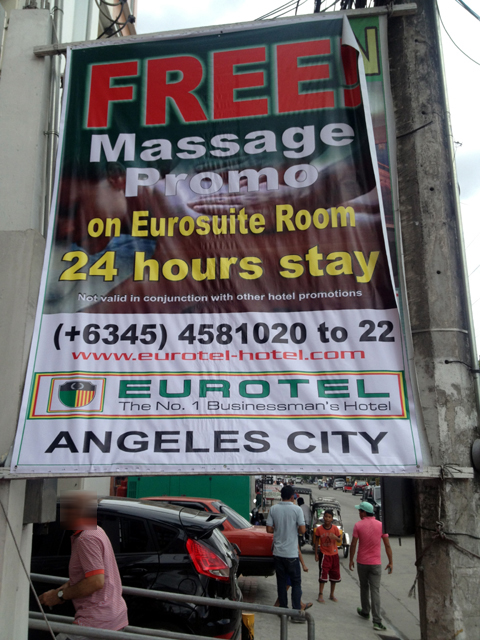 FREE
Massage
Promo
on Eurosuite Room
24 hours stay
Not valid in conjunction with other hotel promotions
(+6345) 4581020 to 22
www.eurotel-hotel.com
EUROTEL
The No. 1 Businessman's Hotel
ANGELES CITY
N